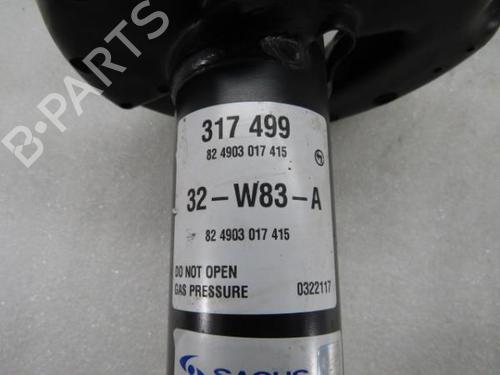 B-PARTS
317 499
82 4903 017 415
32-W83-A
82 4903 017 415
DO NOT OPEN
GAS PRESSURE 0322117
SACHS